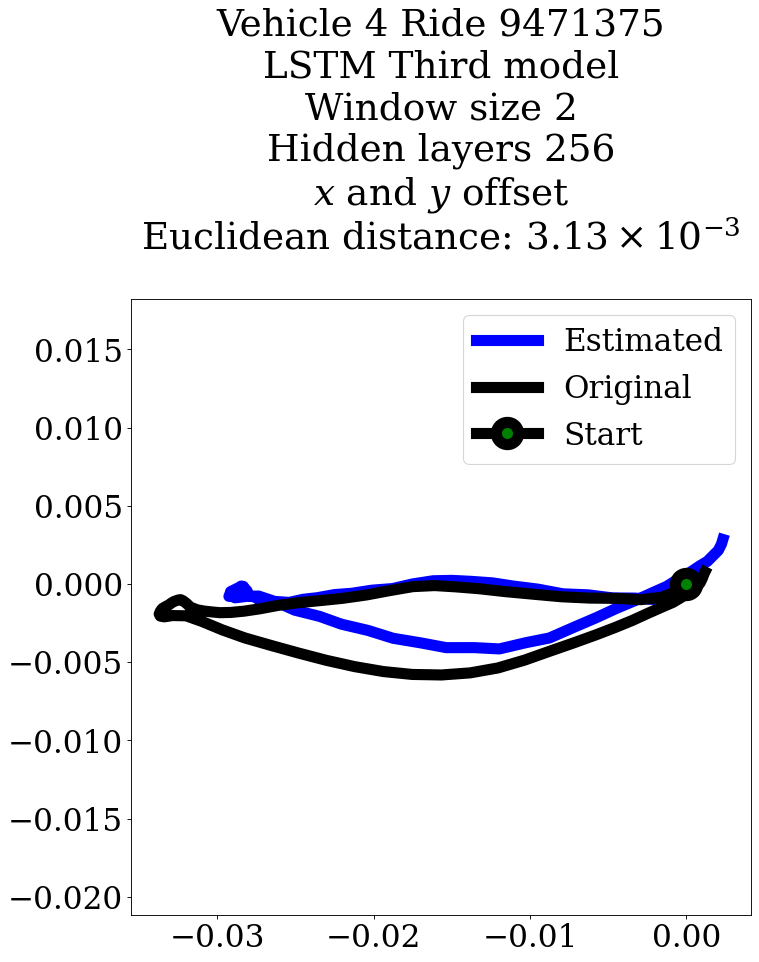 Vehicle 4 Ride 9471375
LSTM Third model
Window size 2
Hidden layers 256
x and y offset
Euclidean distance: 3.13 × 10⁻³
Estimated
Original
Start
0.015
0.010
0.005
0.000
−0.005
−0.010
−0.015
−0.020
−0.03
−0.02
−0.01
0.00